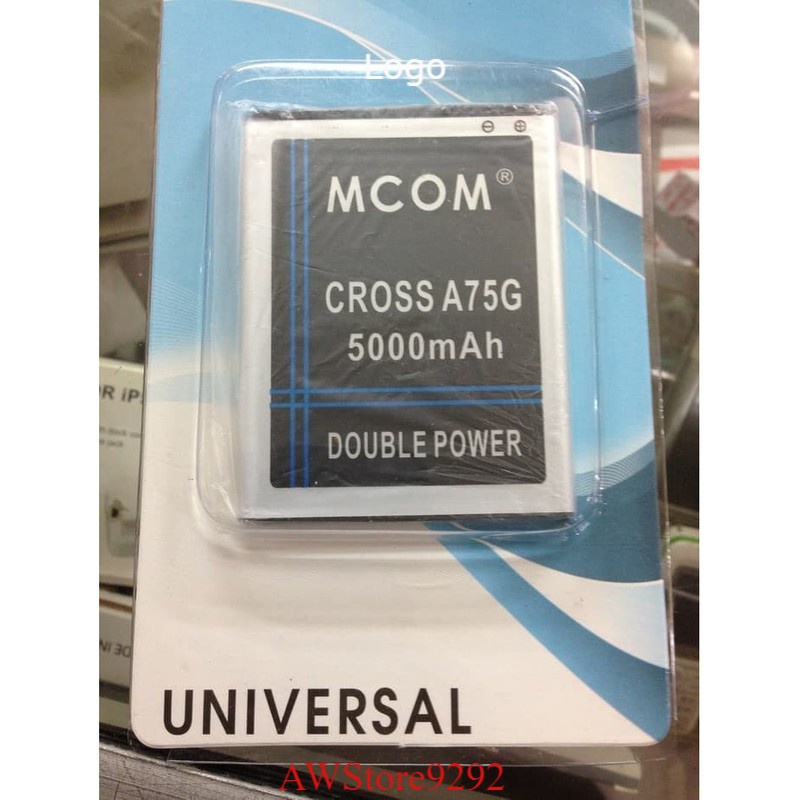 Logo
MCOM®
CROSS A75G
5000mAh
DOUBLE POWER
UNIVERSAL
AWStore9292